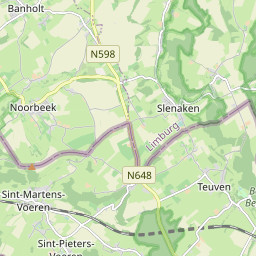 Banholt
N598
Noorbeek
Slenaken
Limburg
N648
Sint-Martens-
Voeren
Teuven
Sint-Pieters-
Voeren